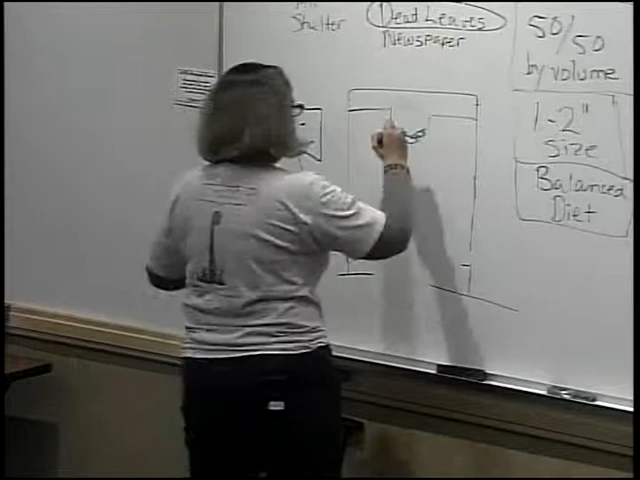 Shelter
Dead Leaves
Newspaper
50/50
by volume
1-2"
size
Balanced
Diet